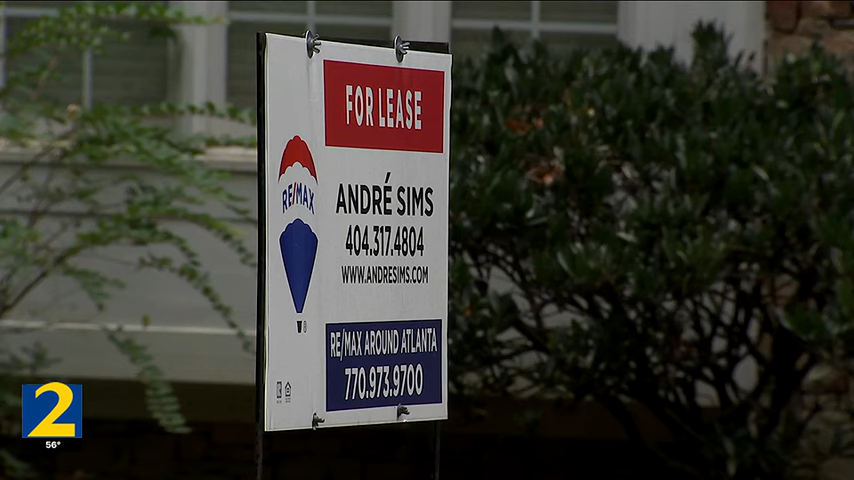 FOR LEASE
RE/MAX
®
ANDRÉ SIMS
404.317.4804
WWW.ANDRESIMS.COM
RE/MAX AROUND ATLANTA
770.973.9700
2
56°